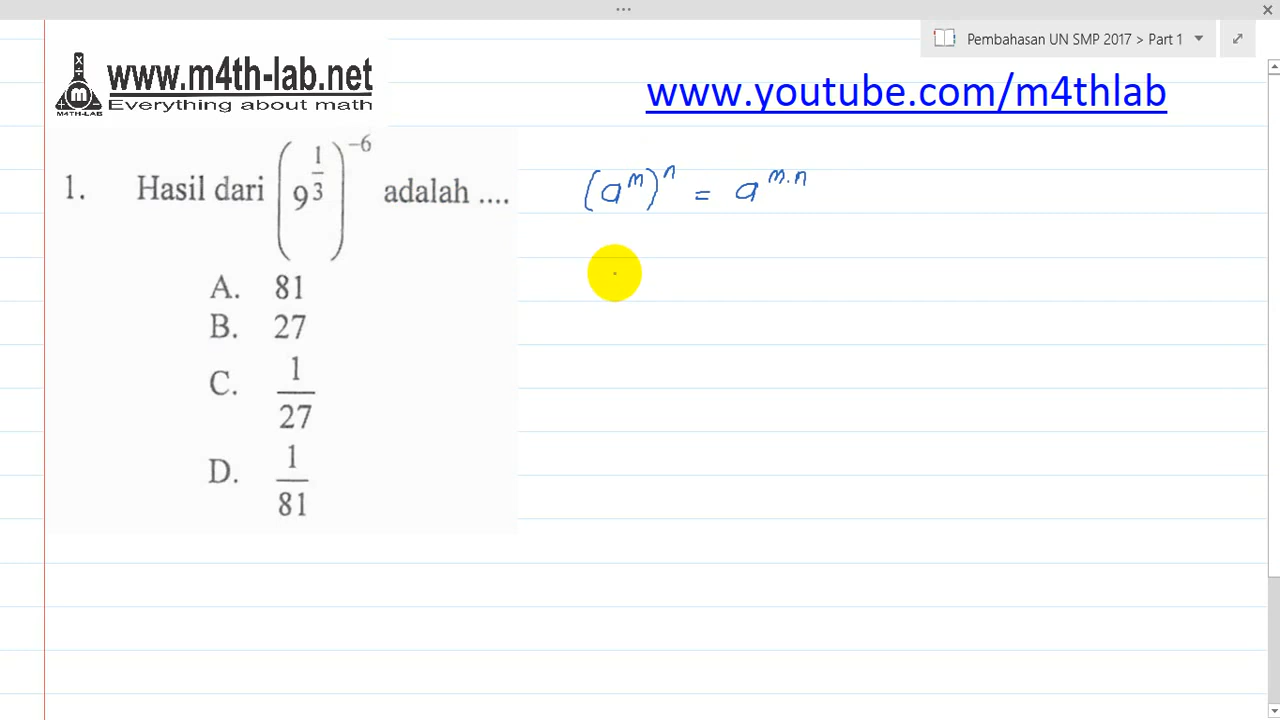 Pembahasan UN SMP 2017 > Part 1
www.m4th-lab.net
Everything about math
M4TH-LAB
www.youtube.com/m4thlab
1. Hasil dari (9^(1/3))^(−6) adalah ....
(a^m)^n = a^(m.n)
A. 81
B. 27
C. 1/27
D. 1/81